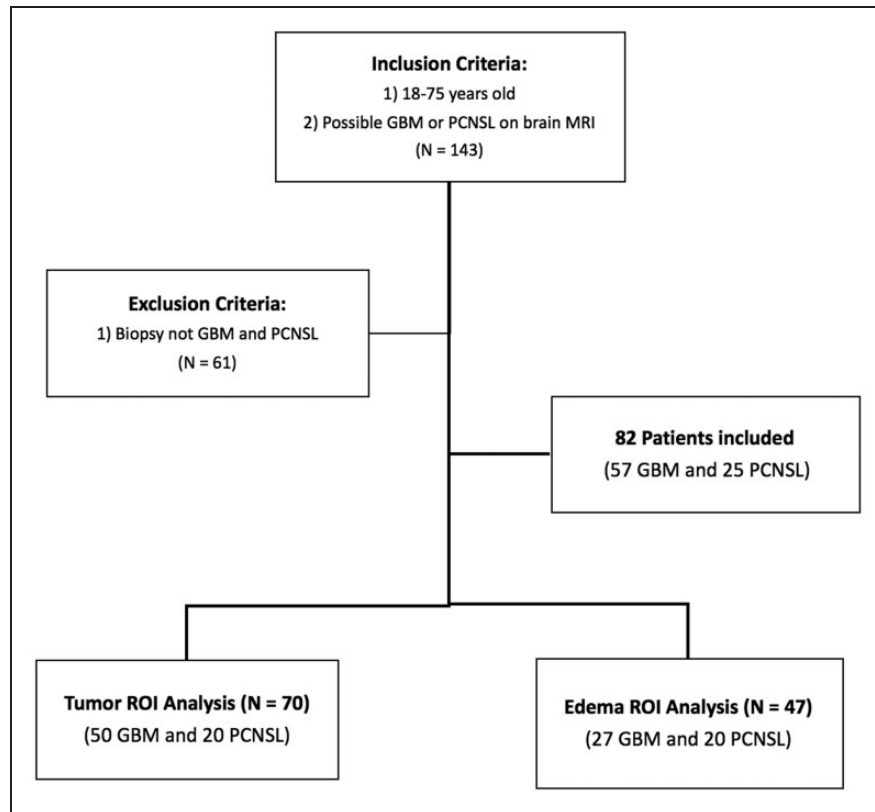 Inclusion Criteria:
1) 18-75 years old
2) Possible GBM or PCNSL on brain MRI
(N = 143)
Exclusion Criteria:
1) Biopsy not GBM and PCNSL
(N = 61)
82 Patients included
(57 GBM and 25 PCNSL)
Tumor ROI Analysis (N = 70)
(50 GBM and 20 PCNSL)
Edema ROI Analysis (N = 47)
(27 GBM and 20 PCNSL)